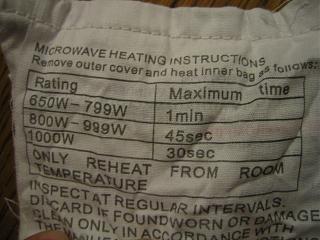 MICROWAVE HEATING INSTRUCTIONS
Remove outer cover and heat inner bag as follows:
Rating Maximum time
650W-799W 1min
800W-999W 45sec
1000W 30sec
ONLY REHEAT FROM ROOM
TEMPERATURE
INSPECT AT REGULAR INTERVALS.
DISCARD IF FOUND WORN OR DAMAGE
CLEAN ONLY IN ACCORDANCE WITH